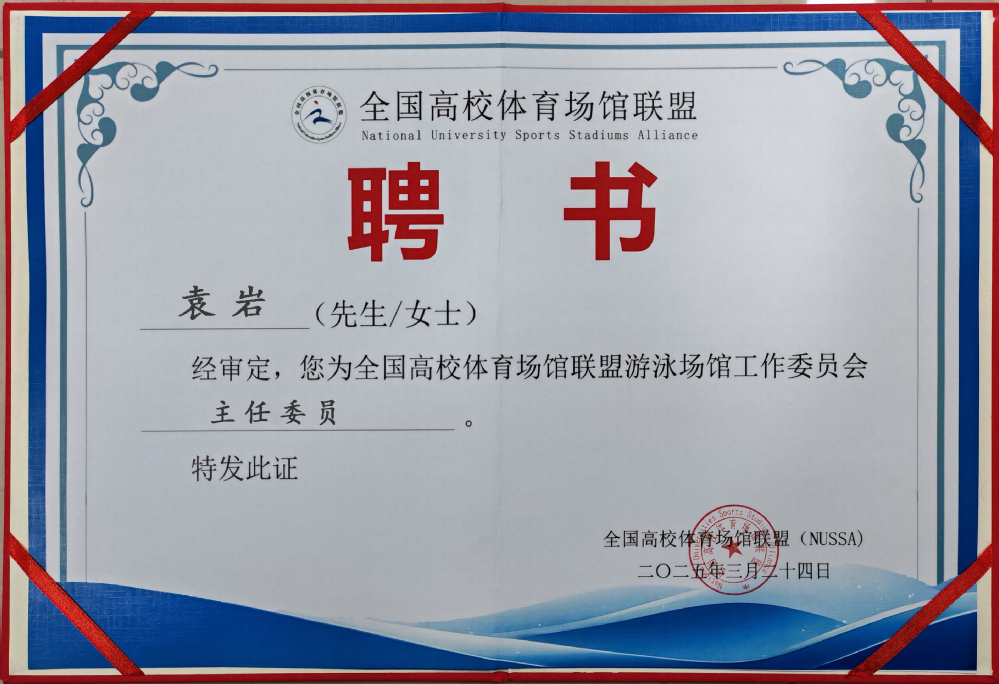 全国高校体育场馆联盟
National University Sports Stadiums Alliance
聘 书
袁岩（先生/女士）
经审定，您为全国高校体育场馆联盟游泳场馆工作委员会
主任委员。
特发此证
全国高校体育场馆联盟（NUSSA）
二〇二五年三月二十四日